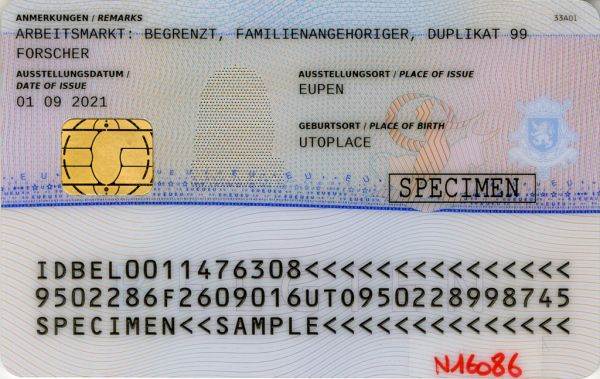 ANMERKUNGEN / REMARKS
33A01
ARBEITSMARKT: BEGRENZT, FAMILIENANGEHORIGER, DUPLIKAT 99
FORSCHER
AUSSTELLUNGSDATUM /
DATE OF ISSUE
01 09 2021
AUSSTELLUNGSORT / PLACE OF ISSUE
EUPEN
GEBURTSORT / PLACE OF BIRTH
UTOPLACE
SPECIMEN
IDBEL0011476308<<<<<<<<<<<<<<<
9502286F2609016UT0950228998745
SPECIMEN<<SAMPLE<<<<<<<<<<<<<<
N16086